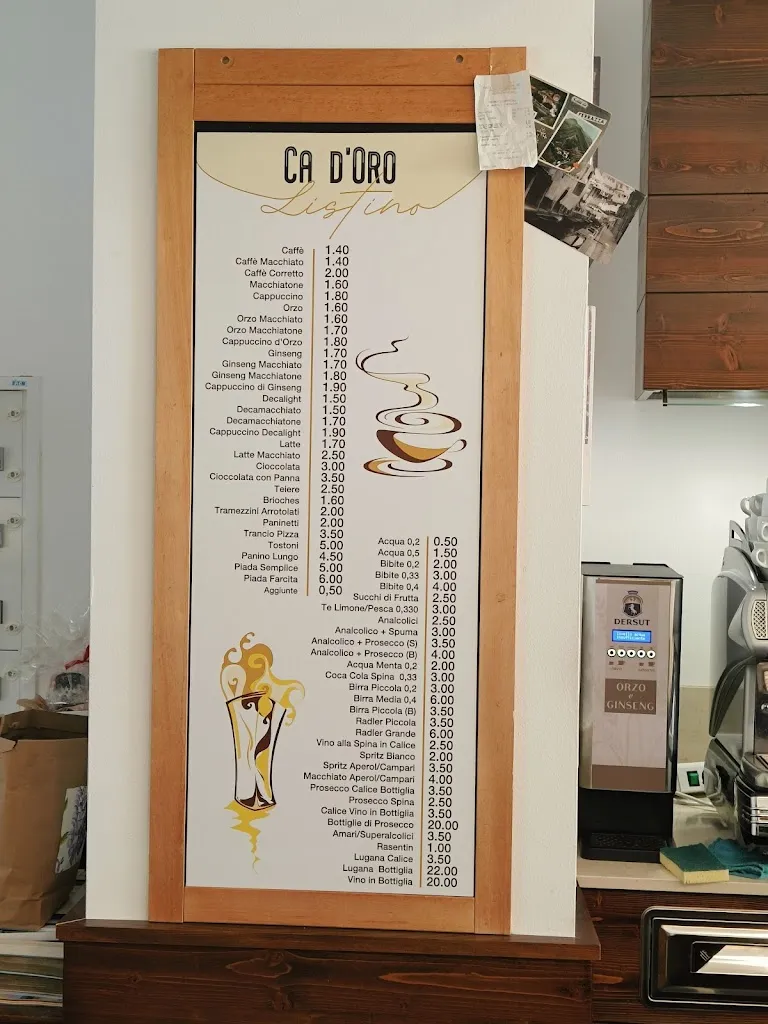 CA D'ORO
Listino
Caffè 1.40
Caffè Macchiato 1.40
Caffè Corretto 2.00
Macchiatone 1.60
Cappuccino 1.80
Orzo 1.60
Orzo Macchiato 1.60
Orzo Macchiatone 1.70
Cappuccino d'Orzo 1.80
Ginseng 1.70
Ginseng Macchiato 1.70
Ginseng Macchiatone 1.80
Cappuccino di Ginseng 1.90
Decalight 1.50
Decamacchiato 1.50
Decamacchiatone 1.70
Cappuccino Decalight 1.90
Latte 1.70
Latte Macchiato 2.50
Cioccolata 3.00
Cioccolata con Panna 3.50
Teiere 2.50
Brioches 1.60
Tramezzini Arrotolati 2.00
Paninetti 2.00
Trancio Pizza 3.50
Tostoni 5.00
Panino Lungo 4.50
Piada Semplice 5.00
Piada Farcita 6.00
Aggiunte 0,50
Acqua 0,2 0.50
Acqua 0,5 1.50
Bibite 0,2 2.00
Bibite 0,33 3.00
Bibite 0,4 4.00
Succhi di Frutta 2.50
Te Limone/Pesca 0,330 3.00
Analcolici 2.50
Analcolico + Spuma 3.00
Analcolico + Prosecco (S) 3.50
Analcolico + Prosecco (B) 4.00
Acqua Menta 0,2 2.00
Coca Cola Spina 0,33 3.00
Birra Piccola 0,2 3.00
Birra Media 0,4 6.00
Birra Piccola (B) 3.50
Radler Piccola 3.50
Radler Grande 6.00
Vino alla Spina in Calice 2.50
Spritz Bianco 2.00
Spritz Aperol/Campari 3.50
Macchiato Aperol/Campari 4.00
Prosecco Calice Bottiglia 3.50
Prosecco Spina 2.50
Calice Vino in Bottiglia 3.50
Bottiglie di Prosecco 20.00
Amari/Superalcolici 3.50
Rasentin 1.00
Lugana Calice 3.50
Lugana Bottiglia 22.00
Vino in Bottiglia 20.00
DERSUT
ORZO
e
GINSENG